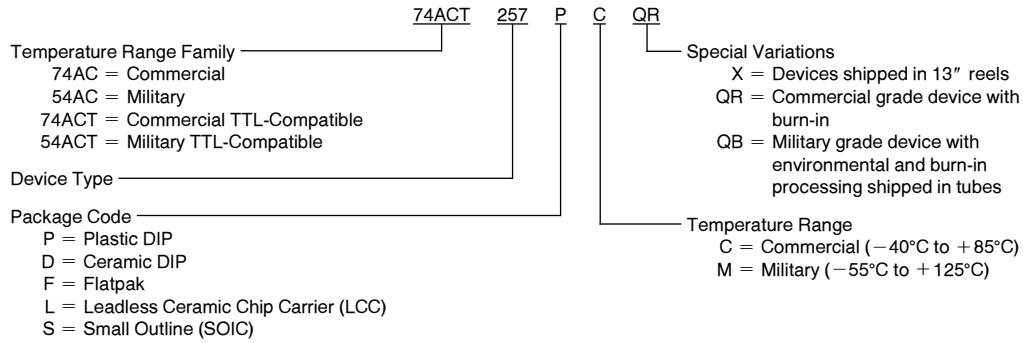 74ACT 257 P C QR
Temperature Range Family
74AC = Commercial
54AC = Military
74ACT = Commercial TTL-Compatible
54ACT = Military TTL-Compatible
Device Type
Package Code
P = Plastic DIP
D = Ceramic DIP
F = Flatpak
L = Leadless Ceramic Chip Carrier (LCC)
S = Small Outline (SOIC)
Special Variations
X = Devices shipped in 13″ reels
QR = Commercial grade device with
burn-in
QB = Military grade device with
environmental and burn-in
processing shipped in tubes
Temperature Range
C = Commercial (−40°C to +85°C)
M = Military (−55°C to +125°C)